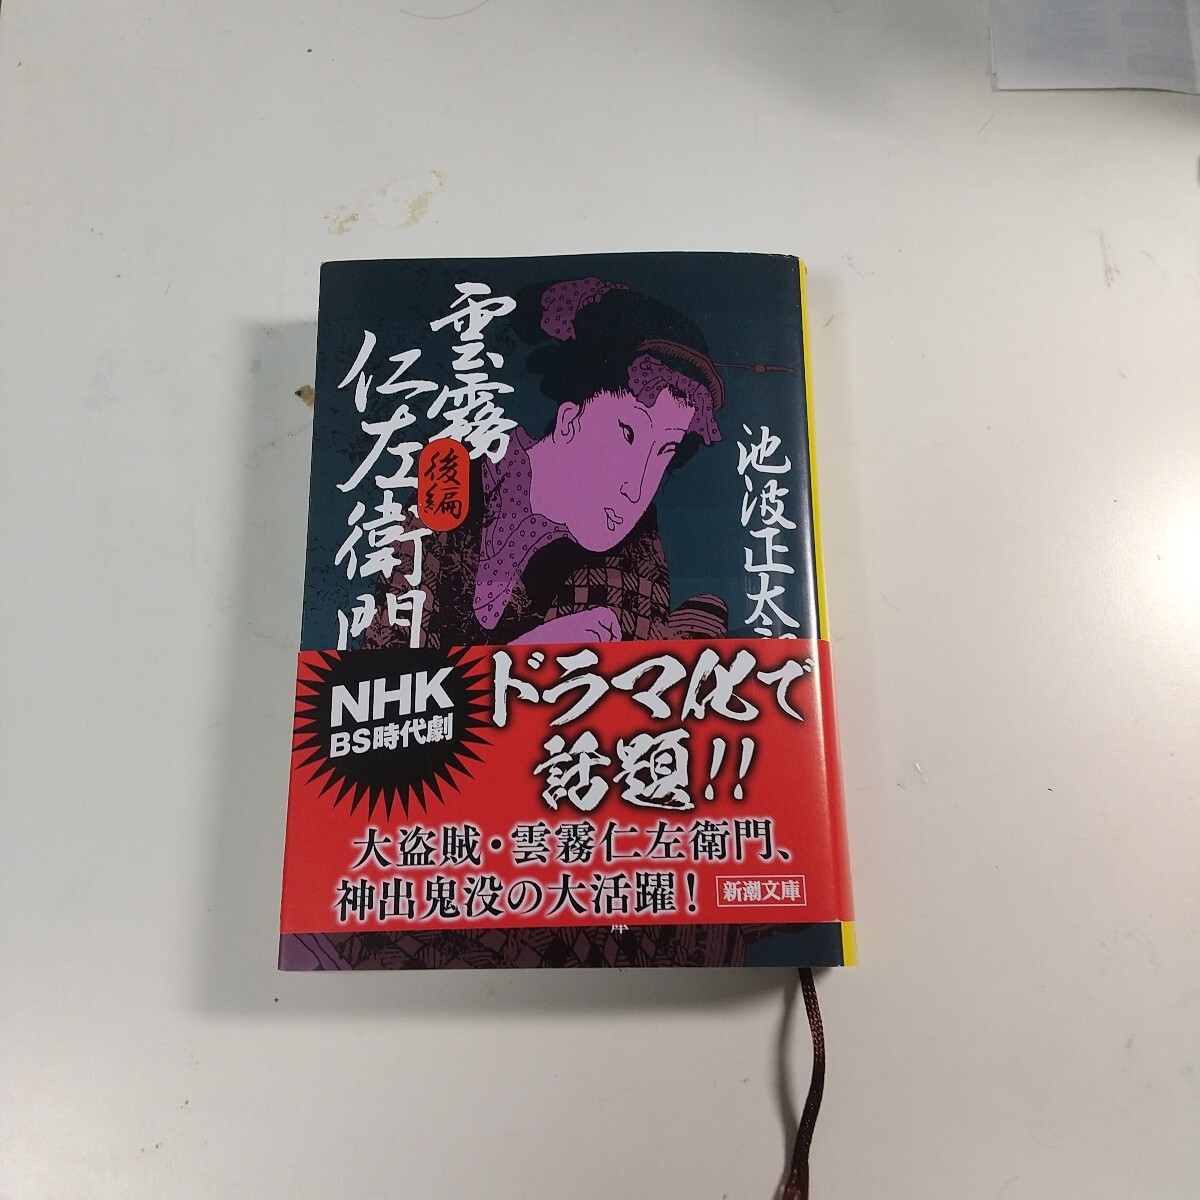 雲霧
仁左衛門
後編
池波正太
NHK
BS時代劇
ドラマ化で
話題!!
大盗賊・雲霧仁左衛門、
神出鬼没の大活躍!
新潮文庫
庫